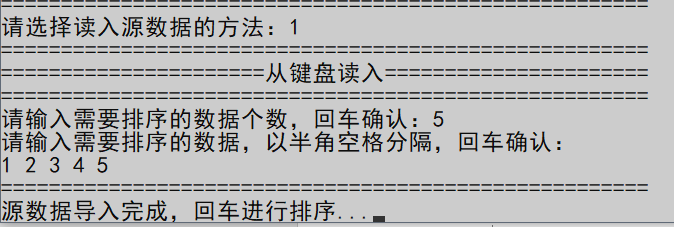 ======================================================
请选择读入源数据的方法：1
======================================================
======================从键盘读入======================
======================================================
请输入需要排序的数据个数，回车确认：5
请输入需要排序的数据，以半角空格分隔，回车确认：
1 2 3 4 5
======================================================
源数据导入完成，回车进行排序...